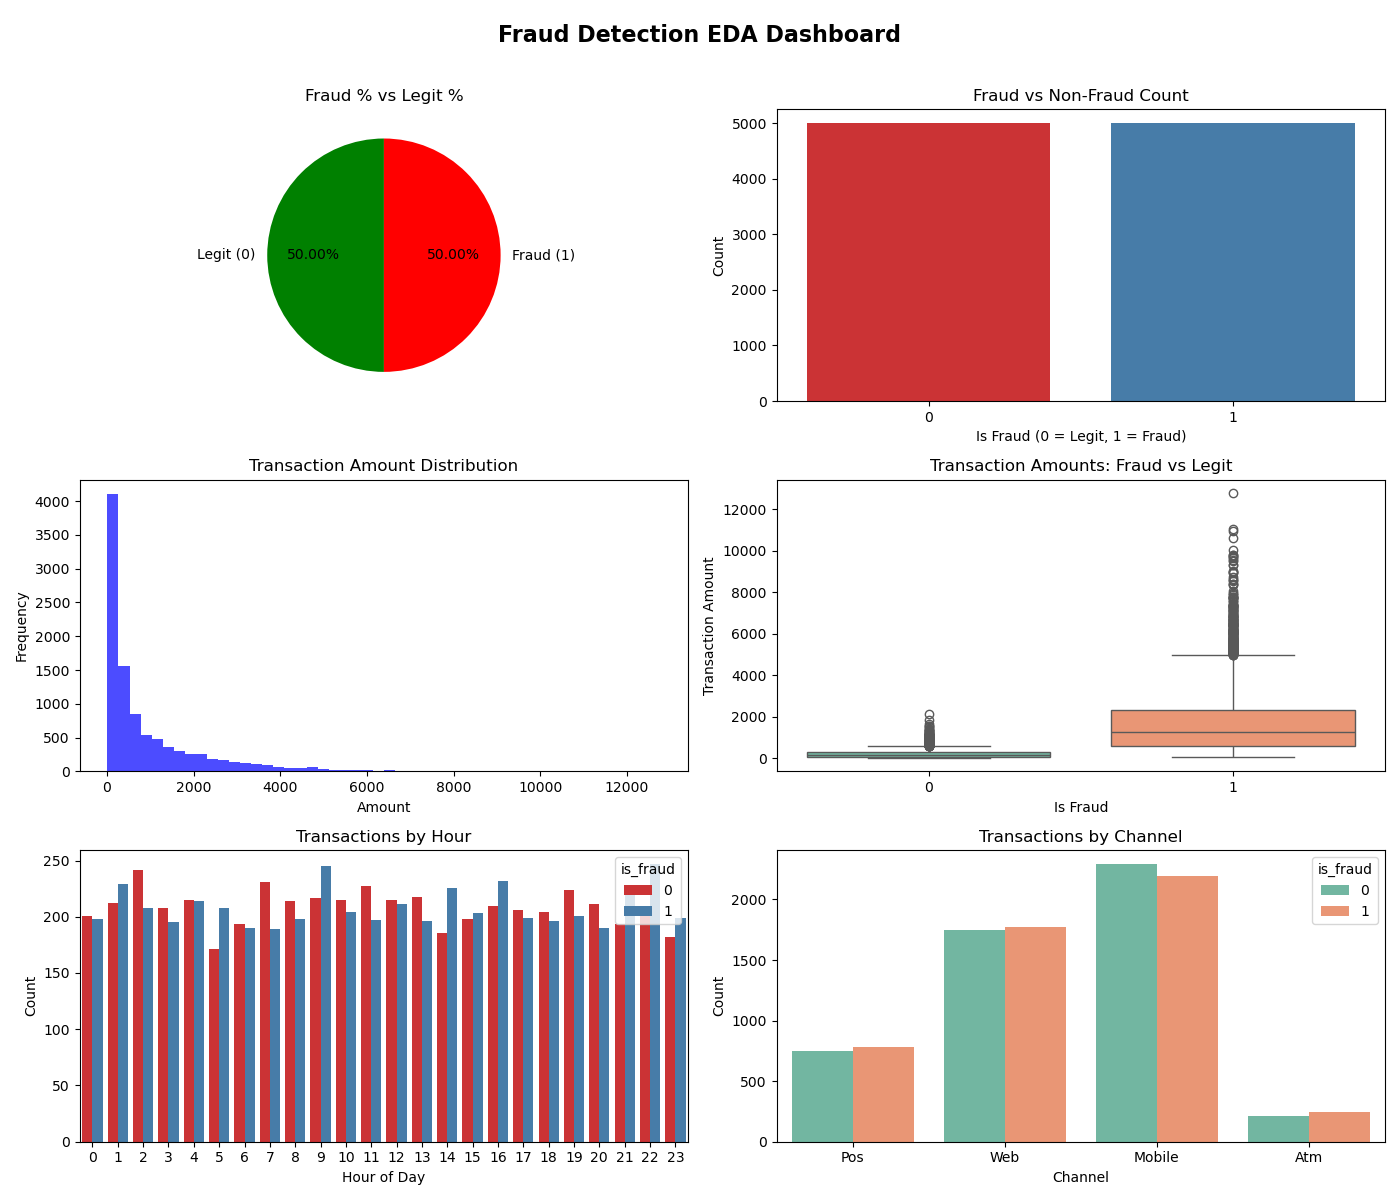 Fraud Detection EDA Dashboard
Fraud % vs Legit %
Legit (0)
50.00%
50.00%
Fraud (1)
Fraud vs Non-Fraud Count
Count
5000
4000
3000
2000
1000
0
0 1
Is Fraud (0 = Legit, 1 = Fraud)
Transaction Amount Distribution
Frequency
4000
3500
3000
2500
2000
1500
1000
500
0
0 2000 4000 6000 8000 10000 12000
Amount
Transaction Amounts: Fraud vs Legit
Transaction Amount
12000
10000
8000
6000
4000
2000
0
0 1
Is Fraud
Transactions by Hour
Count
250
200
150
100
50
0
is_fraud
0
1
0 1 2 3 4 5 6 7 8 9 10 11 12 13 14 15 16 17 18 19 20 21 22 23
Hour of Day
Transactions by Channel
Count
2000
1500
1000
500
0
is_fraud
0
1
Pos Web Mobile Atm
Channel